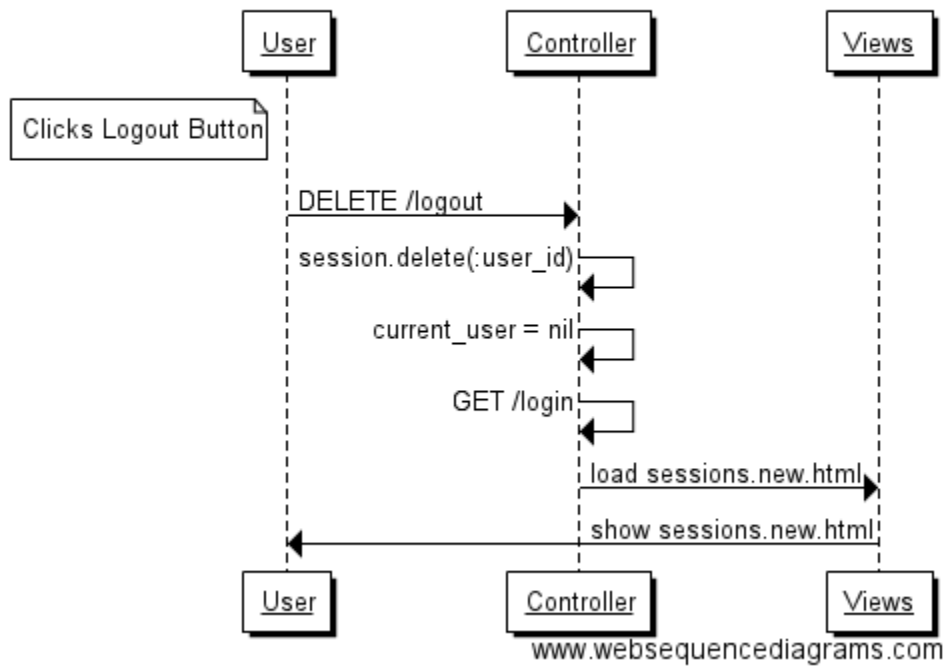 User
Controller
Views
Clicks Logout Button
DELETE /logout
session.delete(:user_id)
current_user = nil
GET /login
load sessions.new.html
show sessions.new.html
User
Controller
Views
www.websequencediagrams.com